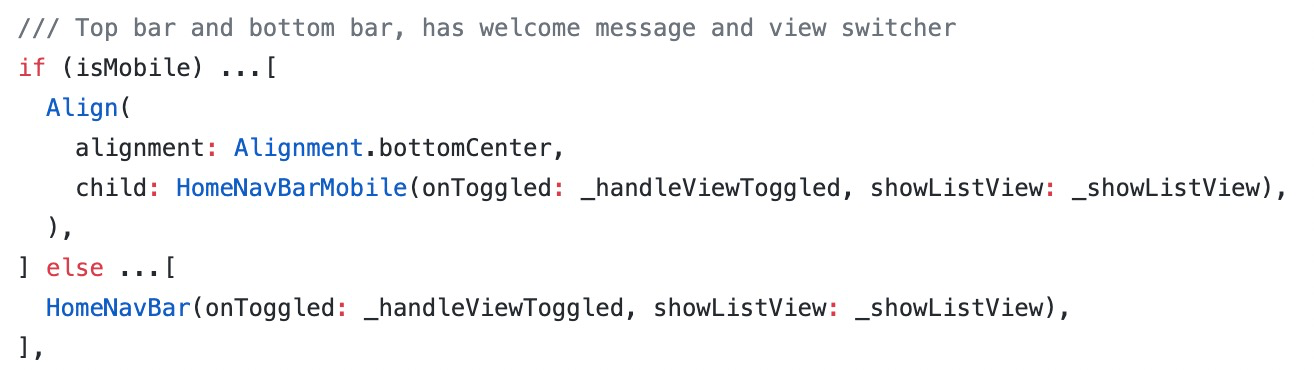 /// Top bar and bottom bar, has welcome message and view switcher
if (isMobile) ...[
  Align(
    alignment: Alignment.bottomCenter,
    child: HomeNavBarMobile(onToggled: _handleViewToggled, showListView: _showListView),
  ),
] else ...[
  HomeNavBar(onToggled: _handleViewToggled, showListView: _showListView),
],